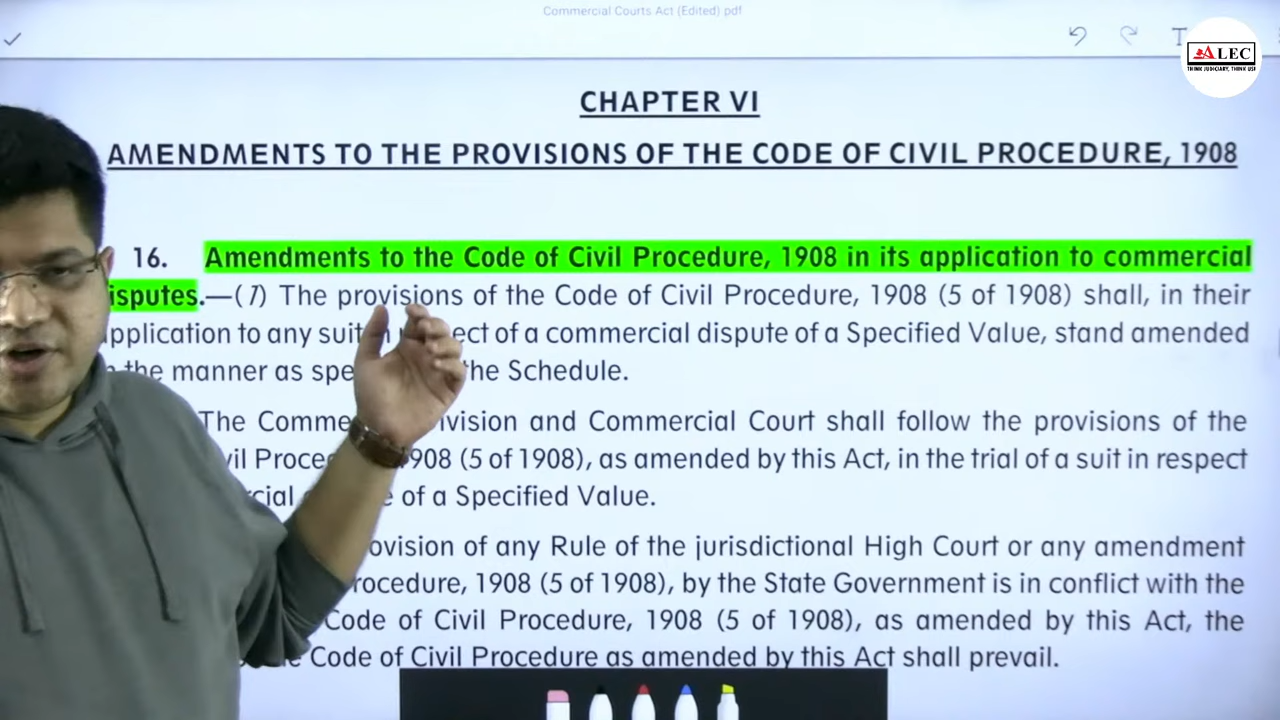 Commercial Courts Act (Edited) pdf
T
ALEC
THINK JUDICIARY, THINK US!
CHAPTER VI
AMENDMENTS TO THE PROVISIONS OF THE CODE OF CIVIL PROCEDURE, 1908
16. Amendments to the Code of Civil Procedure, 1908 in its application to commercial
isputes.—(1) The provisions of the Code of Civil Procedure, 1908 (5 of 1908) shall, in their
pplication to any suit ect of a commercial dispute of a Specified Value, stand amended
the manner as spe the Schedule.
The Comme ivision and Commercial Court shall follow the provisions of the
vil Proce 1908 (5 of 1908), as amended by this Act, in the trial of a suit in respect
cial e of a Specified Value.
ovision of any Rule of the jurisdictional High Court or any amendment
rocedure, 1908 (5 of 1908), by the State Government is in conflict with the
Code of Civil Procedure, 1908 (5 of 1908), as amended by this Act, the
Code of Civil Procedure as amended by this Act shall prevail.